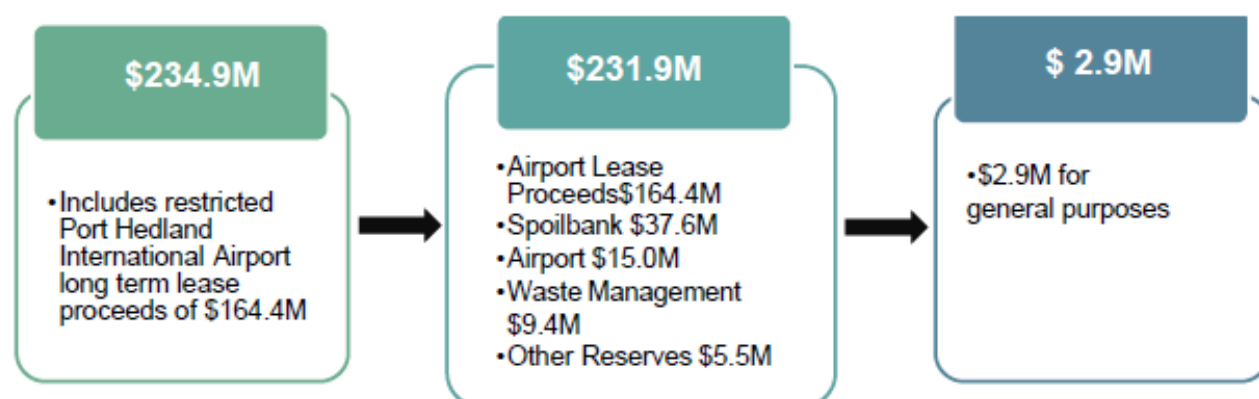 $234.9M
•Includes restricted
Port Hedland
International Airport
long term lease
proceeds of $164.4M
$231.9M
•Airport Lease
Proceeds$164.4M
•Spoilbank $37.6M
•Airport $15.0M
•Waste Management
$9.4M
•Other Reserves $5.5M
$ 2.9M
•$2.9M for
general purposes